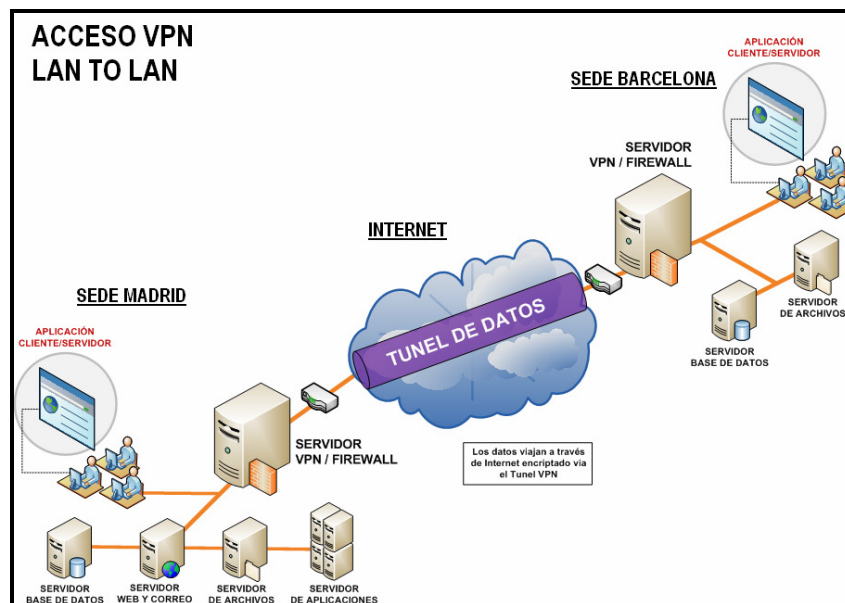 ACCESO VPN
LAN TO LAN
APLICACIÓN
CLIENTE/SERVIDOR
SEDE BARCELONA
SERVIDOR
VPN / FIREWALL
INTERNET
SERVIDOR
DE ARCHIVOS
SERVIDOR
BASE DE DATOS
TUNEL DE DATOS
SEDE MADRID
APLICACIÓN
CLIENTE/SERVIDOR
SERVIDOR
VPN / FIREWALL
Los datos viajan a través
de Internet encriptado via
el Tunel VPN
SERVIDOR
BASE DE DATOS
SERVIDOR
WEB Y CORREO
SERVIDOR
DE ARCHIVOS
SERVIDOR
DE APLICACIONES